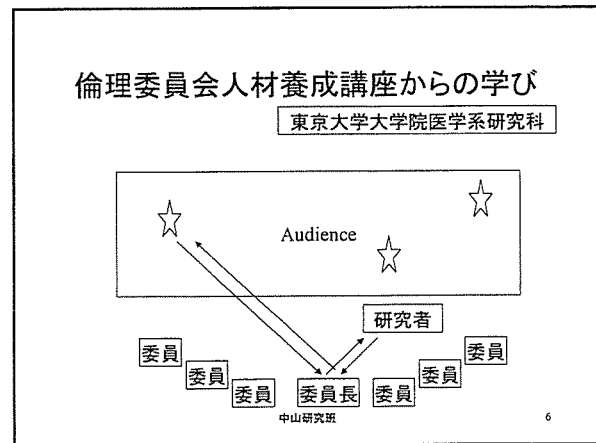 倫理委員会人材養成講座からの学び
東京大学大学院医学系研究科
Audience
研究者
委員
委員
委員
委員長
委員
委員
委員
中山研究班
6